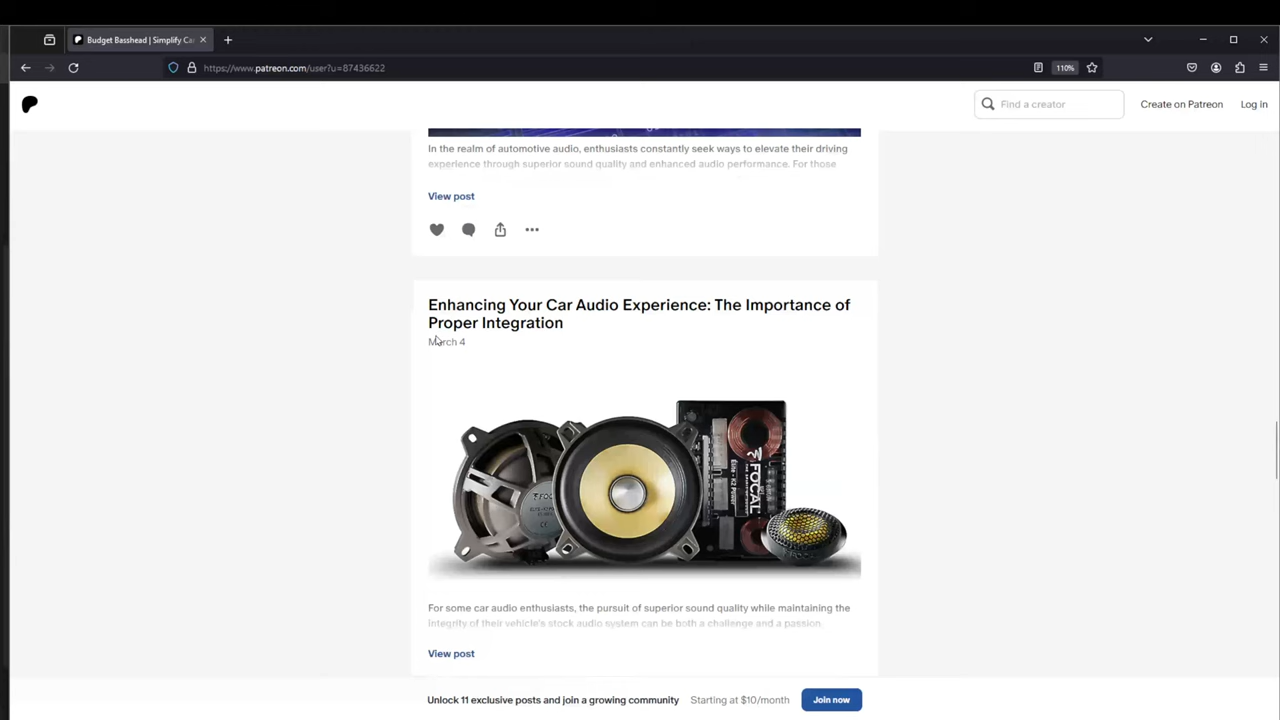 Budget Basshead | Simplify Ca
https://www.patreon.com/user?u=87436622
110%
Find a creator
Create on Patreon
Log in
In the realm of automotive audio, enthusiasts constantly seek ways to elevate their driving
experience through superior sound quality and enhanced audio performance. For those
View post
Enhancing Your Car Audio Experience: The Importance of
Proper Integration
March 4
FOCAL
For some car audio enthusiasts, the pursuit of superior sound quality while maintaining the
integrity of their vehicle's stock audio system can be both a challenge and a passion.
View post
Unlock 11 exclusive posts and join a growing community
Starting at $10/month
Join now